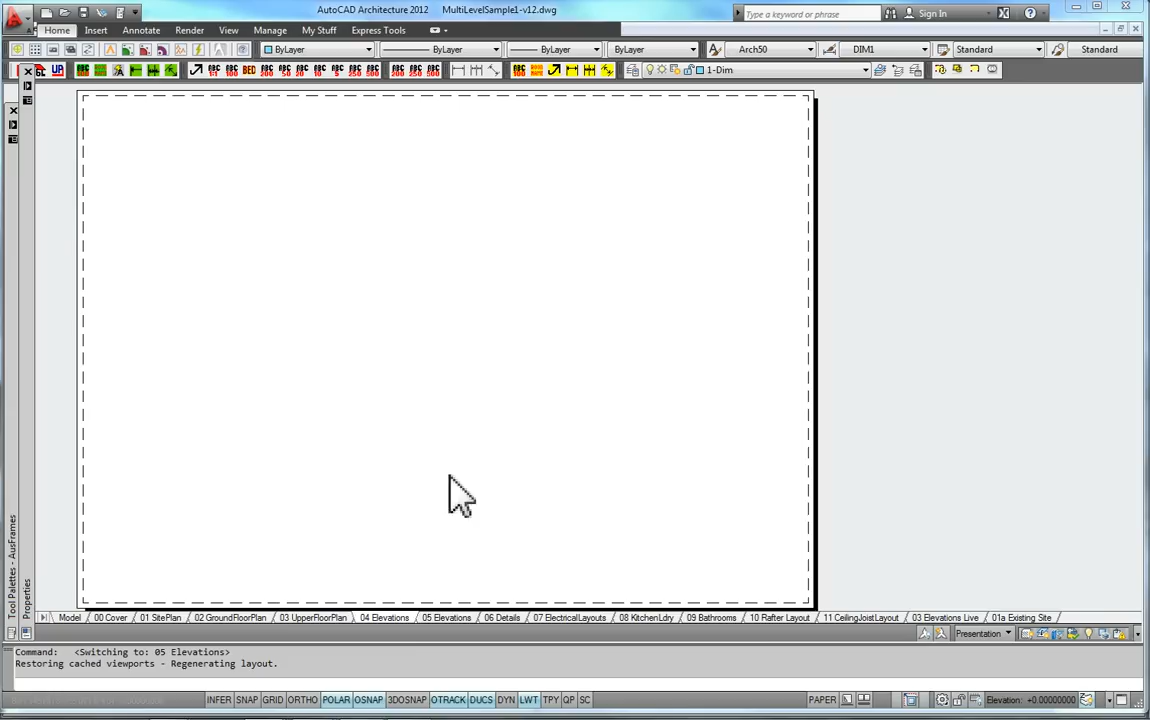 AutoCAD Architecture 2012 MultiLevelSample1-v12.dwg
Type a keyword or phrase
Sign In
Home Insert Annotate Render View Manage My Stuff Express Tools
ByLayer ByLayer ByLayer ByLayer Arch50 DIM1 Standard Standard
UP BED 1-Dim
Tool Palettes - AusFrames
Properties
Model 00 Cover 01 SitePlan 02 GroundFloorPlan 03 UpperFloorPlan 04 Elevations 05 Elevations 06 Details 07 ElectricalLayouts 08 KitchenLdry 09 Bathrooms 10 Rafter Layout 11 CeilingJoistLayout 03 Elevations Live 01a Existing Site
Presentation
Command: <Switching to: 05 Elevations>
Restoring cached viewports - Regenerating layout.
INFER SNAP GRID ORTHO POLAR OSNAP 3DOSNAP OTRACK DUCS DYN LWT TPY QP SC PAPER Elevation: +0.00000000